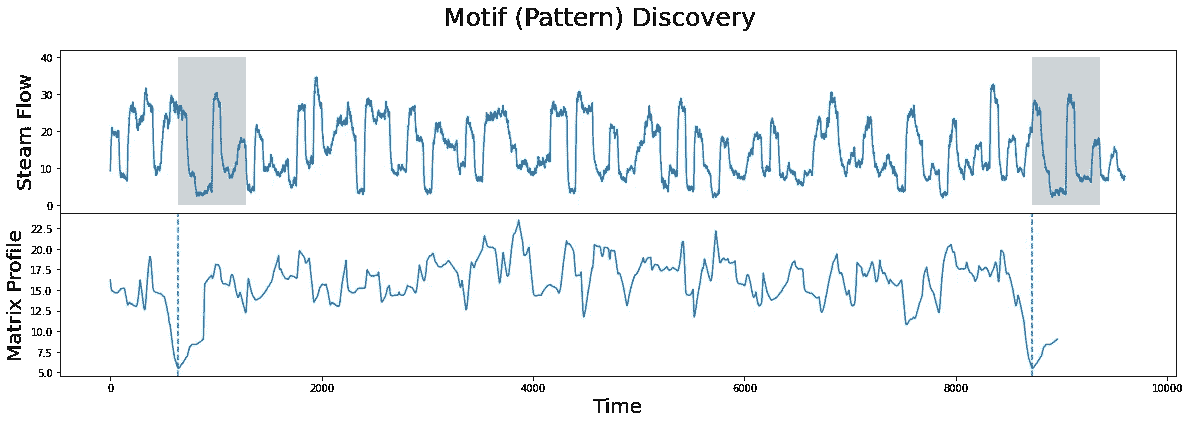 Motif (Pattern) Discovery
Steam Flow
40
30
20
10
0
Matrix Profile
22.5
20.0
17.5
15.0
12.5
10.0
7.5
5.0
0 2000 4000 6000 8000 10000
Time